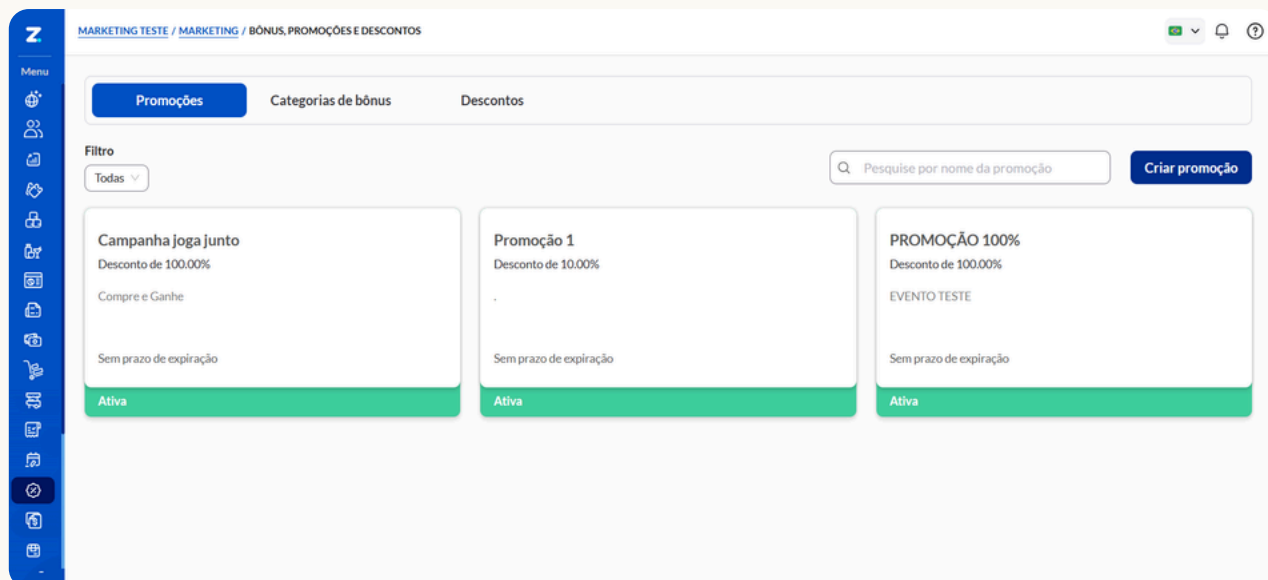 Z.
MARKETING TESTE / MARKETING / BÔNUS, PROMOÇÕES E DESCONTOS
Menu
Promoções Categorias de bônus Descontos
Filtro
Todas
Pesquise por nome da promoção
Criar promoção
Campanha joga junto
Desconto de 100.00%
Compre e Ganhe
Sem prazo de expiração
Ativa
Promoção 1
Desconto de 10.00%
.
Sem prazo de expiração
Ativa
PROMOÇÃO 100%
Desconto de 100.00%
EVENTO TESTE
Sem prazo de expiração
Ativa